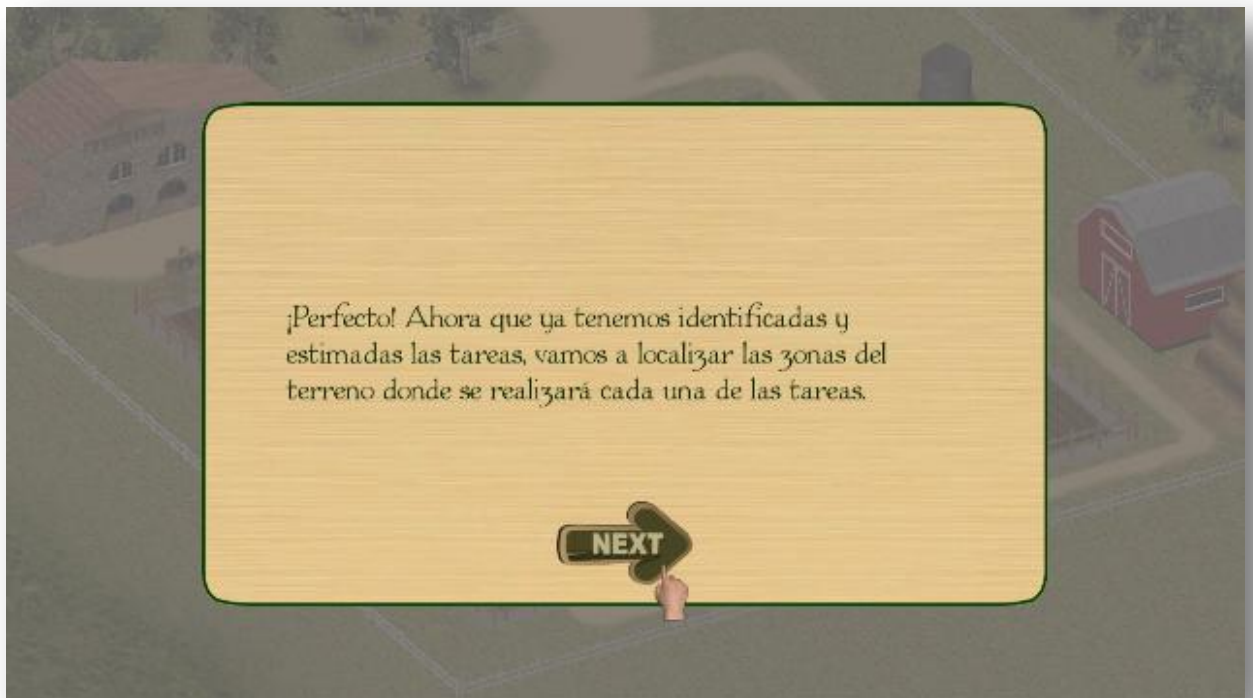 ¡Perfecto! Ahora que ya tenemos identificadas y
estimadas las tareas, vamos a localizar las zonas del
terreno donde se realizará cada una de las tareas.
NEXT